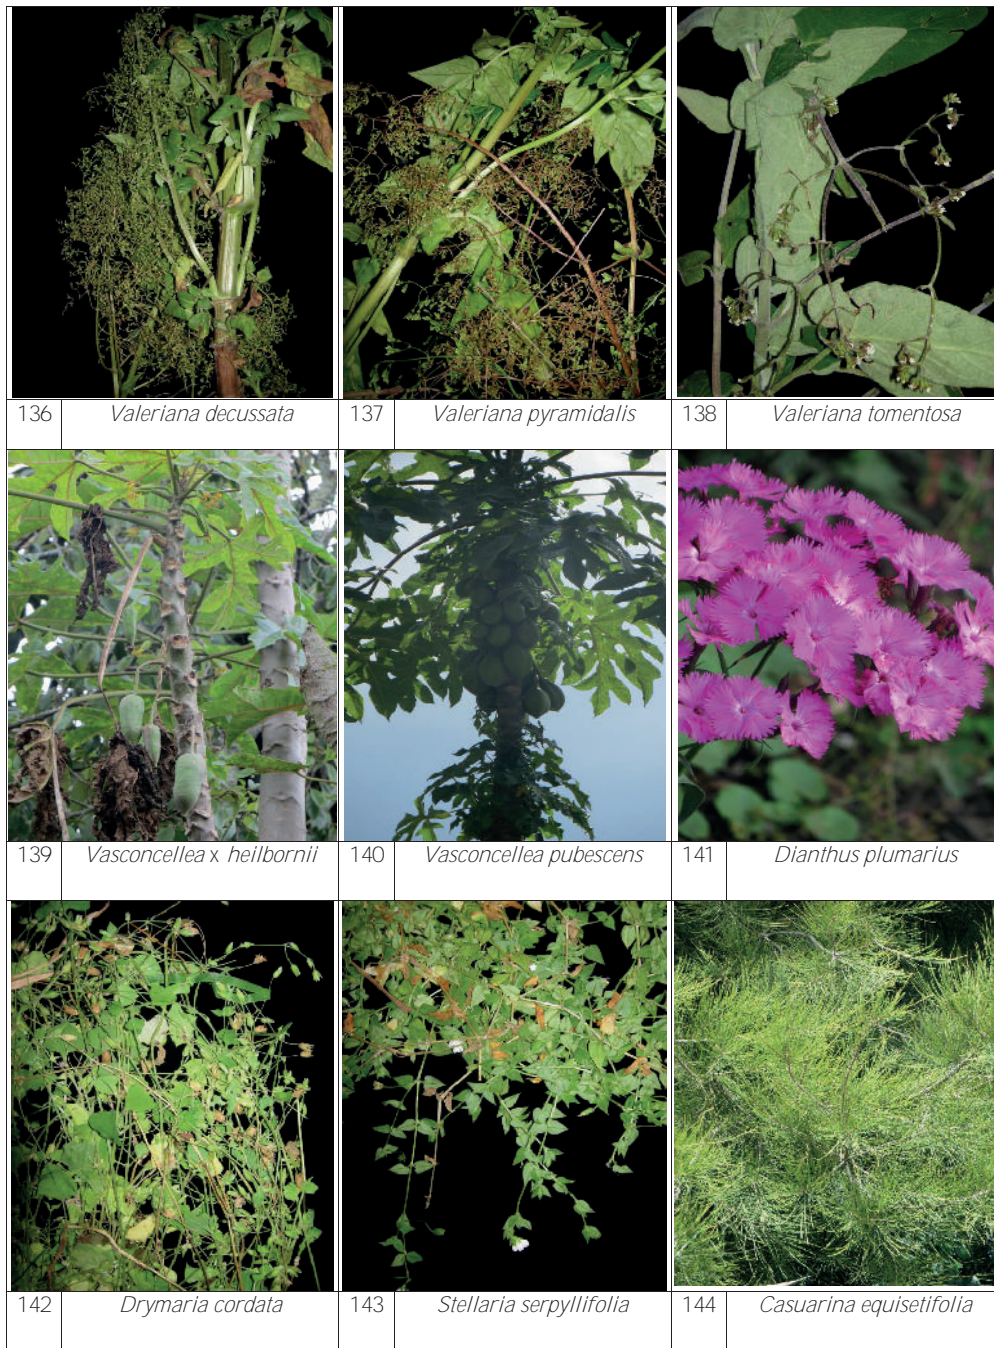 136 Valeriana decussata 137 Valeriana pyramidalis 138 Valeriana tomentosa
139 Vasconcellea x heilbornii 140 Vasconcellea pubescens 141 Dianthus plumarius
142 Drymaria cordata 143 Stellaria serpyllifolia 144 Casuarina equisetifolia